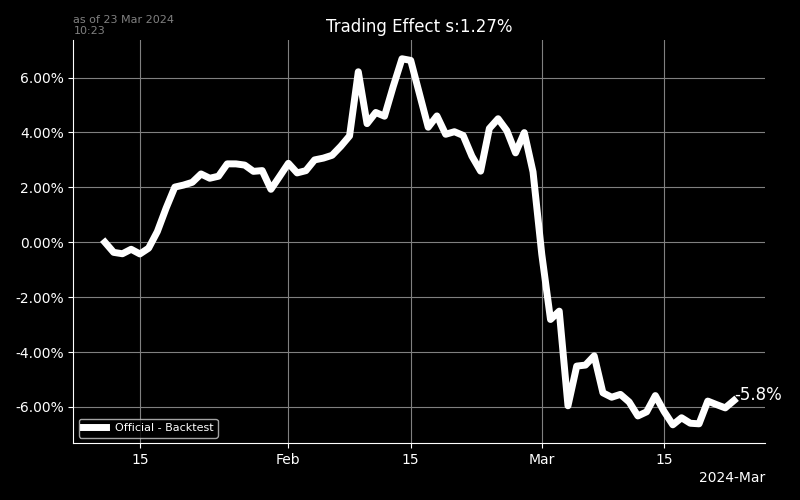 as of 23 Mar 2024
10:23
Trading Effect s:1.27%
6.00%
4.00%
2.00%
0.00%
-2.00%
-4.00%
-6.00%
-5.8%
Official - Backtest
15
Feb
15
Mar
15
2024-Mar